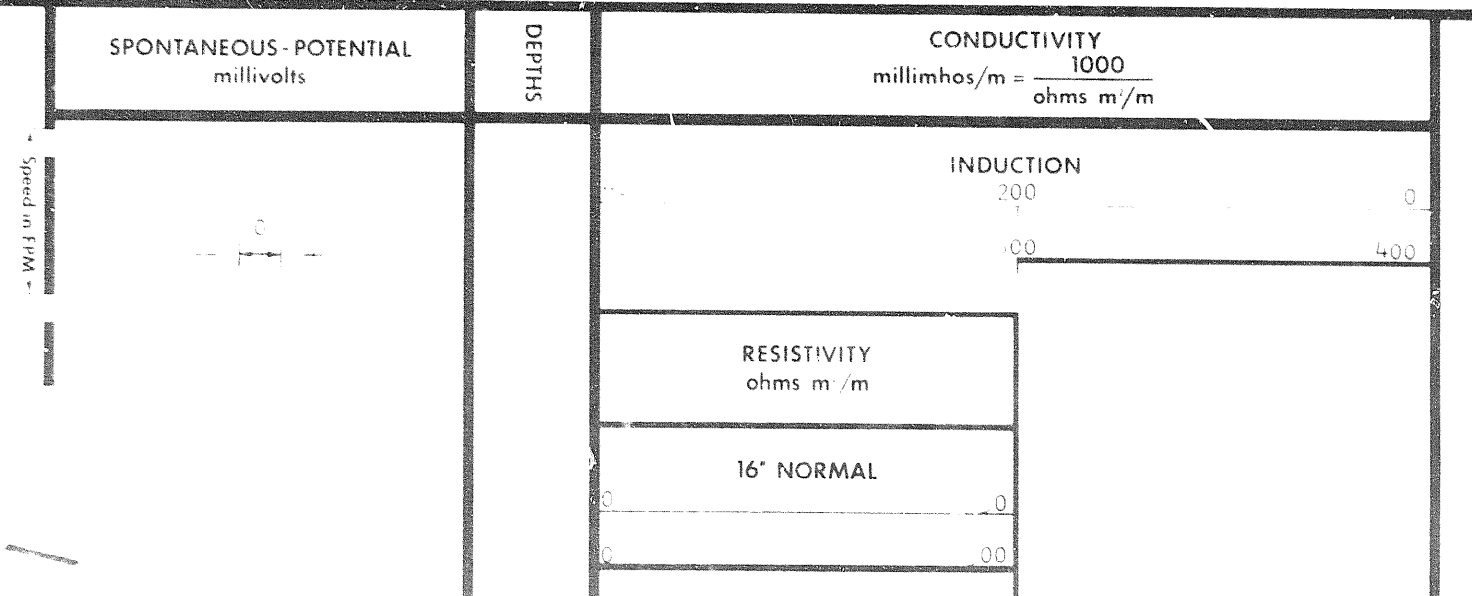 SPONTANEOUS-POTENTIAL
millivolts
DEPTHS
CONDUCTIVITY
millimhos/m = 1000
ohms m²/m
Speed in FPM
INDUCTION
200 0
400
RESISTIVITY
ohms m /m
16" NORMAL
0 0
0